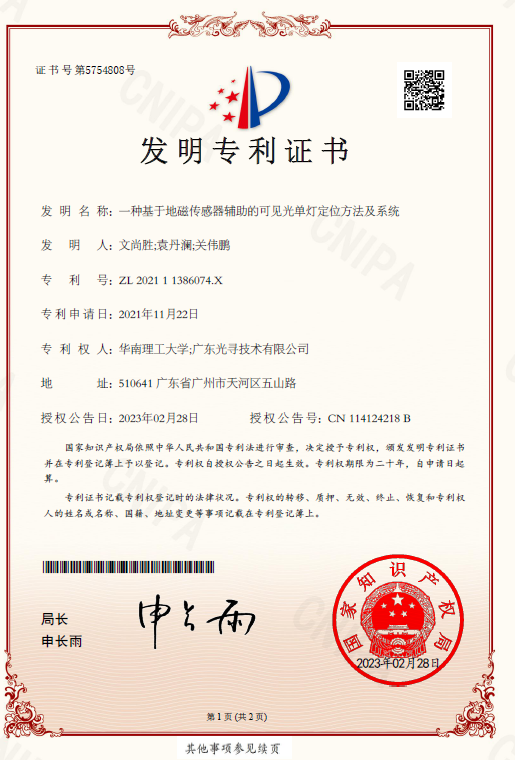 证书号第5754808号
发明专利证书
发明名称：一种基于地磁传感器辅助的可见光单灯定位方法及系统
发明人：文尚胜;袁丹澜;关伟鹏
专利号：ZL 2021 1 1386074.X
专利申请日：2021年11月22日
专利权人：华南理工大学;广东光寻技术有限公司
地址：510641 广东省广州市天河区五山路
授权公告日：2023年02月28日 授权公告号：CN 114124218 B
国家知识产权局依照中华人民共和国专利法进行审查，决定授予专利权，颁发发明专利证书
并在专利登记簿上予以登记。专利权自授权公告之日起生效。专利权期限为二十年，自申请日起
算。
专利证书记载专利权登记时的法律状况。专利权的转移、质押、无效、终止、恢复和专利权
人的姓名或名称、国籍、地址变更等事项记载在专利登记簿上。
局长
申长雨
申长雨
国家知识产权局
2023年02月28日
第1页(共2页)
其他事项参见续页
CNIPA
CNIPA
CNIPA
CNIPA